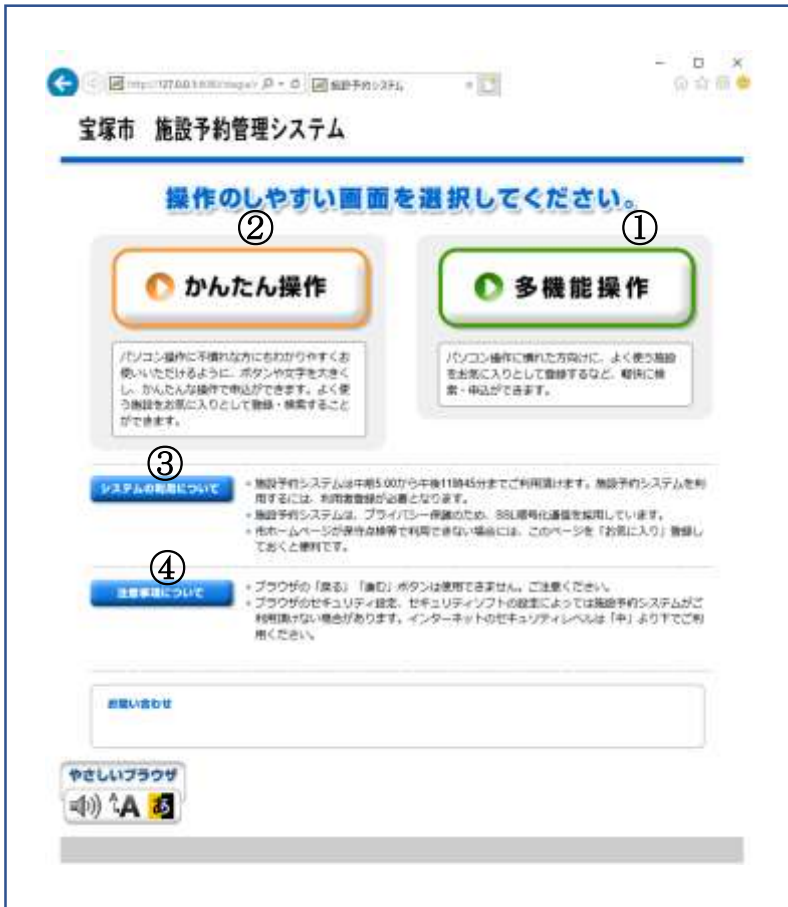 施設予約システム
宝塚市 施設予約管理システム
操作のしやすい画面を選択してください。
② ①
かんたん操作
多機能操作
パソコン操作に不慣れな方にもわかりやすくお
使いいただけるように、ボタンや文字を大きく
し、かんたんな操作で申込ができます。よく使
う施設をお気に入りとして登録・検索すること
ができます。
パソコン操作に慣れた方向けに、よく使う施設
をお気に入りとして登録するなど、軽快に検
索・申込ができます。
③
システムの利用について
施設予約システムは午前5:00から午後11時45分までご利用頂けます。施設予約システムを利
用するには、利用者登録が必要となります。
施設予約システムは、プライバシー保護のため、SSL暗号化通信を採用しています。
市ホームページが保守点検等で利用できない場合には、このページを「お気に入り」登録し
ておくと便利です。
④
注意事項について
ブラウザの「戻る」「進む」ボタンは使用できません。ご注意ください。
ブラウザのセキュリティ設定、セキュリティソフトの設定によっては施設予約システムがご
利用頂けない場合があります。インターネットのセキュリティレベルは「中」より下でご利
用ください。
お問い合わせ
やさしいブラウザ
A あ